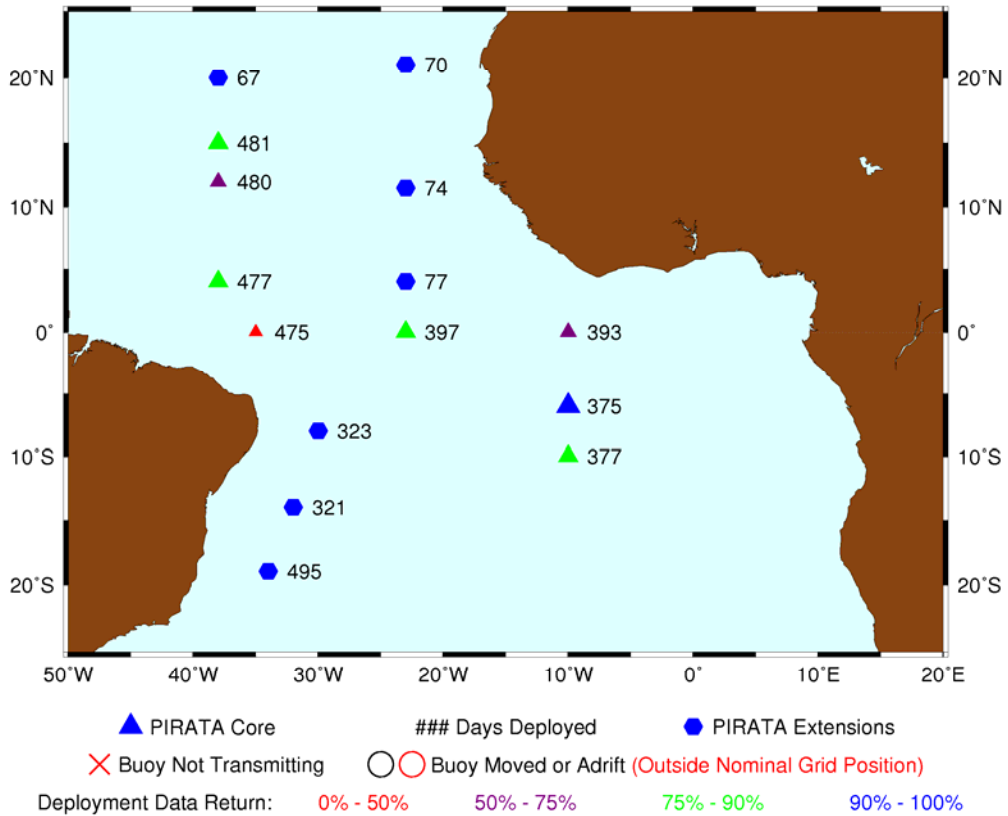 70
20˚N 67 20˚N
481
480 74
10˚N 10˚N
477 77
0˚ 475 397 393 0˚
375
323
10˚S 377 10˚S
321
495
20˚S 20˚S
50˚W 40˚W 30˚W 20˚W 10˚W 0˚ 10˚E 20˚E
PIRATA Core ### Days Deployed PIRATA Extensions
Buoy Not Transmitting Buoy Moved or Adrift (Outside Nominal Grid Position)
Deployment Data Return: 0% - 50% 50% - 75% 75% - 90% 90% - 100%